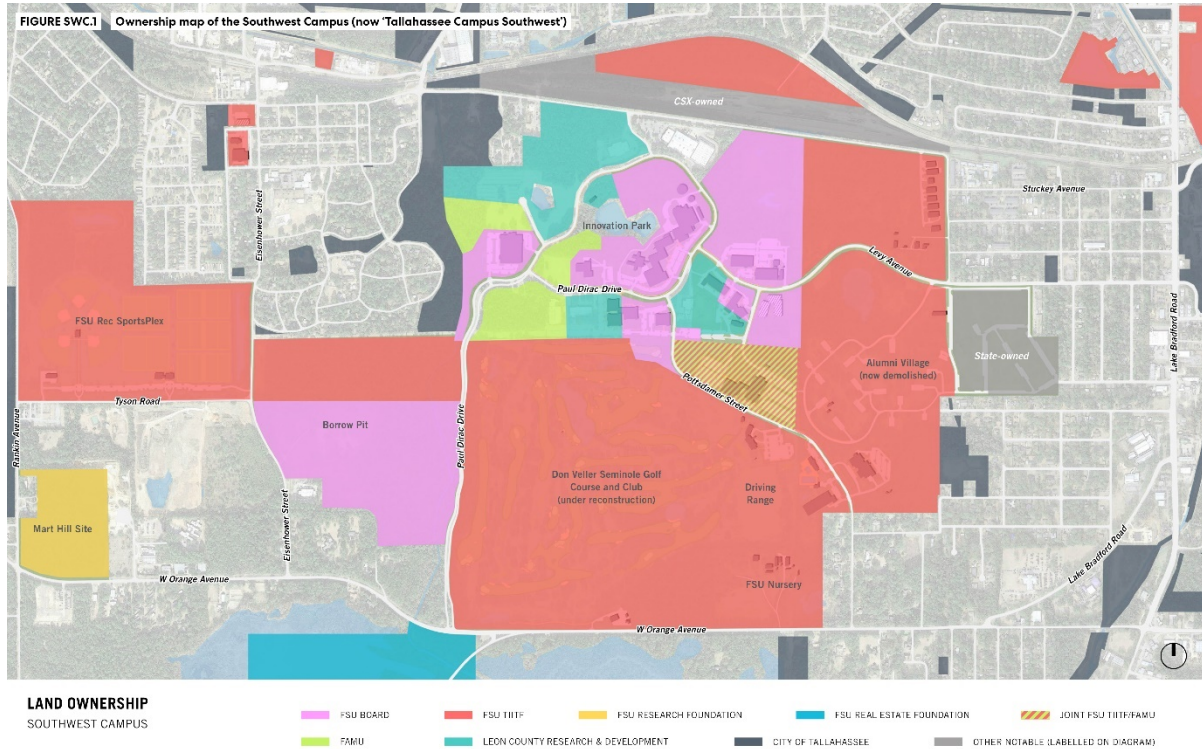 FIGURE SWC.1 Ownership map of the Southwest Campus (now 'Tallahassee Campus Southwest')
CSX-owned
Stuckey Avenue
Eisenhower Street
Innovation Park
Levy Avenue
Paul Dirac Drive
Lake Bradford Road
FSU Rec SportsPlex
State-owned
Alumni Village
(now demolished)
Pottsdamer Street
Tyson Road
Rankin Avenue
Borrow Pit
Paul Dirac Drive
Don Veller Seminole Golf
Course and Club
(under reconstruction)
Driving
Range
Mart Hill Site
Eisenhower Street
Lake Bradford Road
W Orange Avenue
FSU Nursery
W Orange Avenue
LAND OWNERSHIP
SOUTHWEST CAMPUS
FSU BOARD
FSU TIITF
FSU RESEARCH FOUNDATION
FSU REAL ESTATE FOUNDATION
JOINT FSU TIITF/FAMU
FAMU
LEON COUNTY RESEARCH & DEVELOPMENT
CITY OF TALLAHASSEE
OTHER NOTABLE (LABELLED ON DIAGRAM)